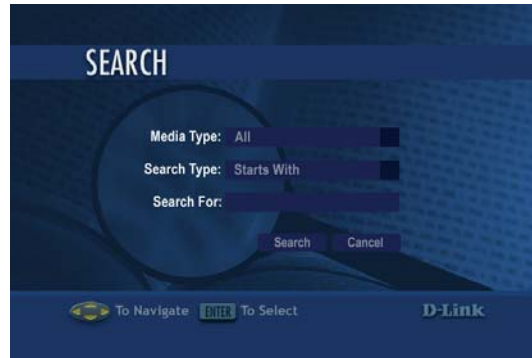 SEARCH
Media Type: All
Search Type: Starts With
Search For:
Search Cancel
To Navigate ENTER To Select D-Link